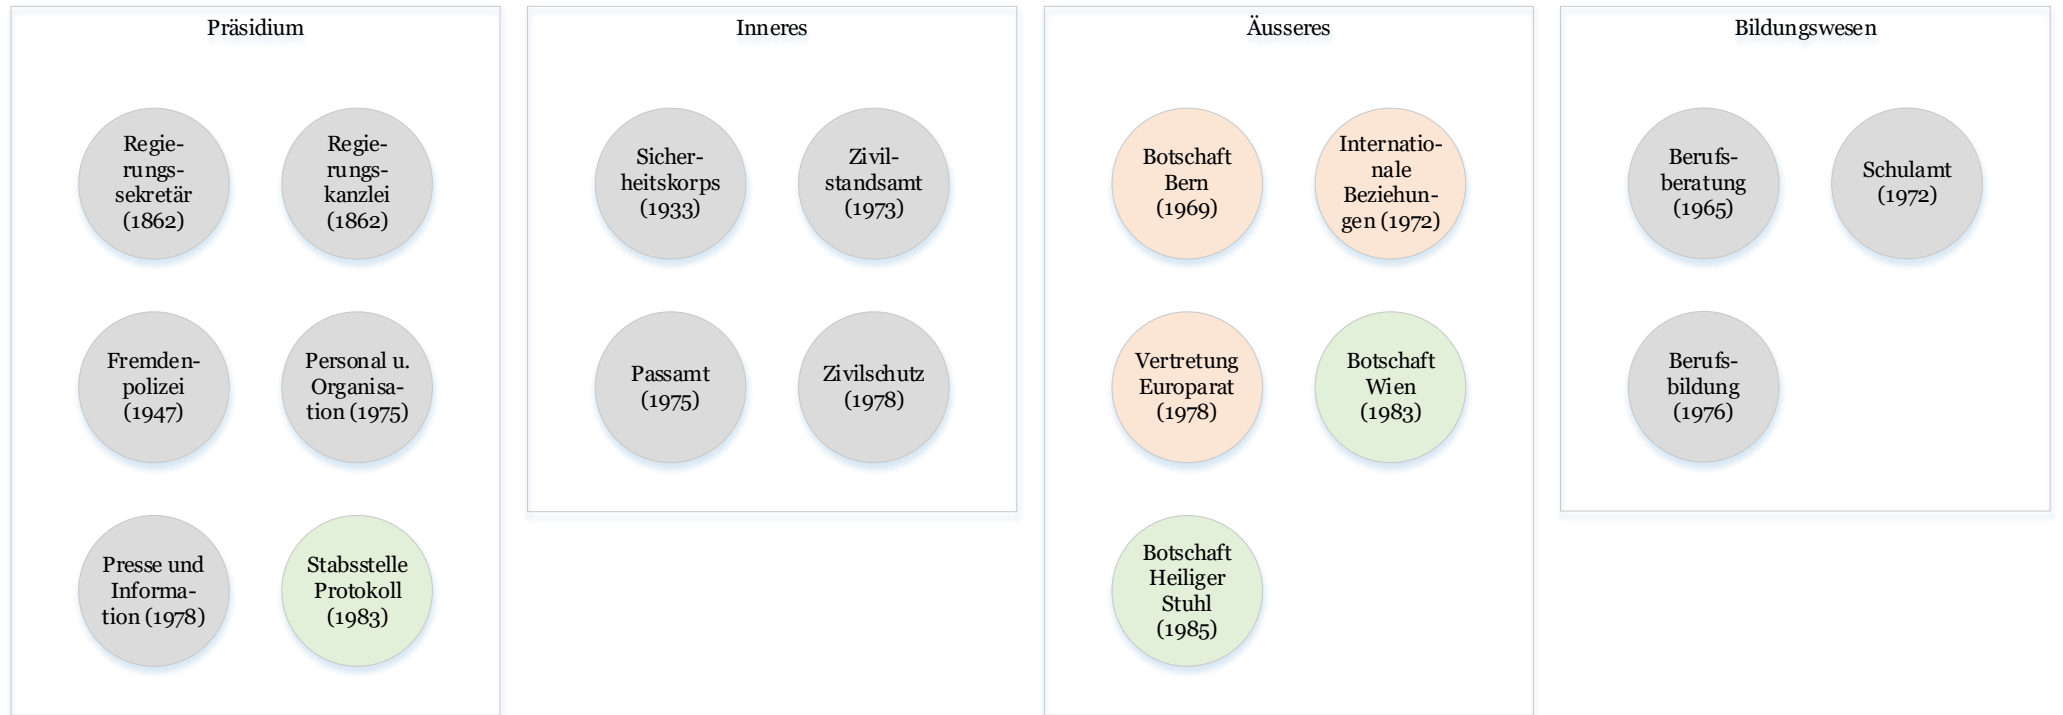 Präsidium
Regie-
rungs-
sekretär
(1862)
Regie-
rungs-
kanzlei
(1862)
Fremden-
polizei
(1947)
Personal u.
Organisa-
tion (1975)
Presse und
Informa-
tion (1978)
Stabsstelle
Protokoll
(1983)
Inneres
Sicher-
heitskorps
(1933)
Zivil-
standsamt
(1973)
Passamt
(1975)
Zivilschutz
(1978)
Äusseres
Botschaft
Bern
(1969)
Internatio-
nale
Beziehun-
gen (1972)
Vertretung
Europarat
(1978)
Botschaft
Wien
(1983)
Botschaft
Heiliger
Stuhl
(1985)
Bildungswesen
Berufs-
beratung
(1965)
Schulamt
(1972)
Berufs-
bildung
(1976)